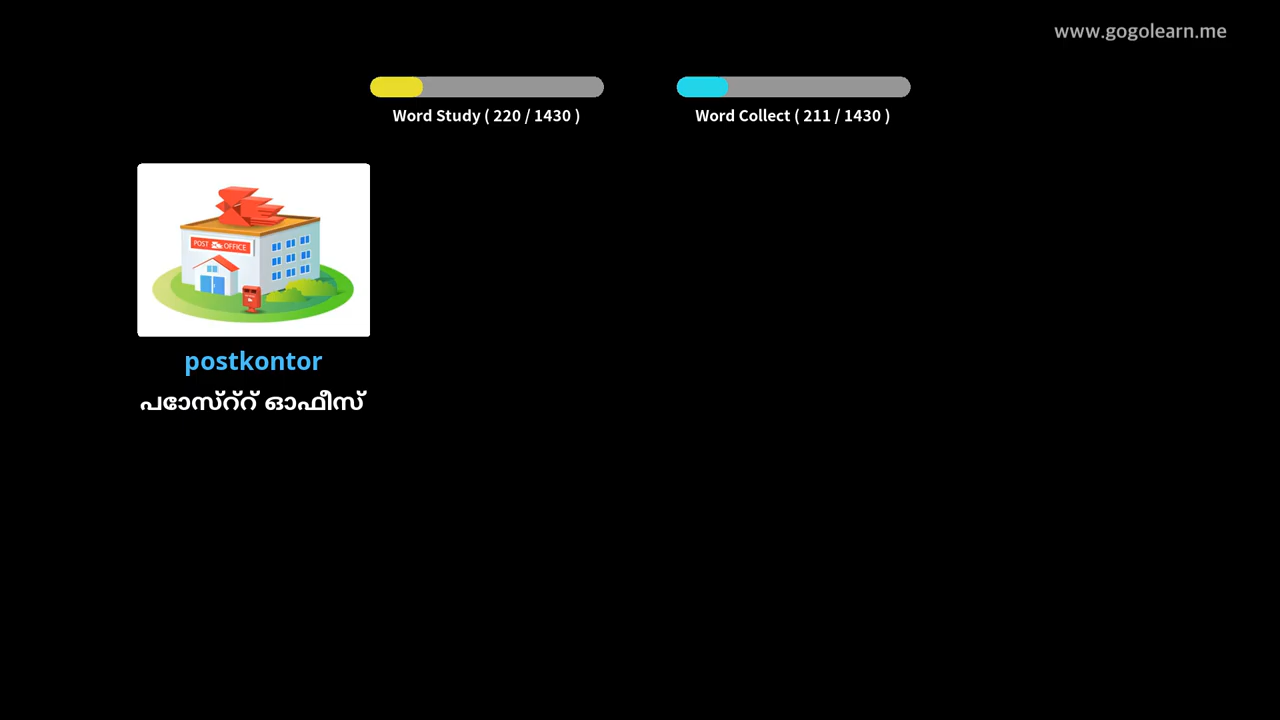 www.gogolearn.me
Word Study ( 220 / 1430 )
Word Collect ( 211 / 1430 )
POST OFFICE
postkontor
പോസ്റ്റ് ഓഫീസ്